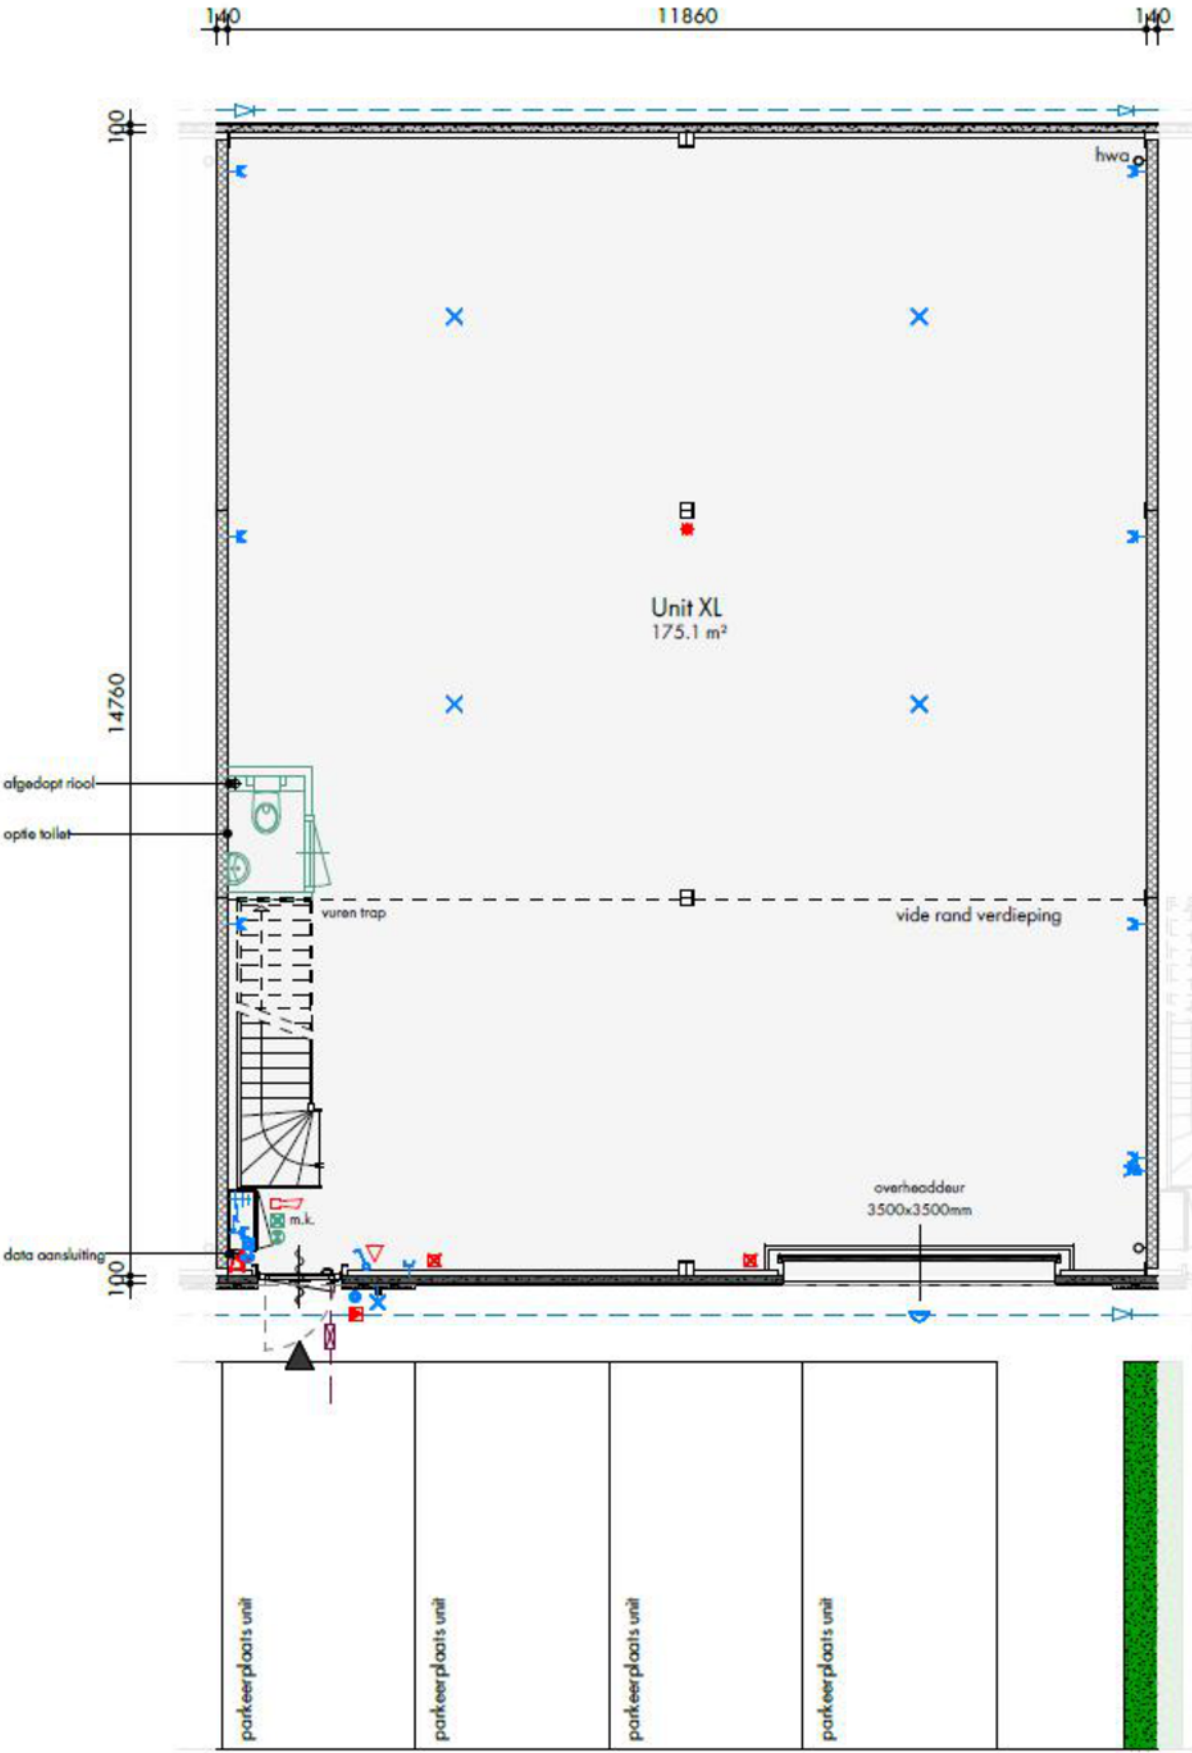 140
11860
140
100
hwa
Unit XL
175.1 m²
14760
afgedopt riool
optie toilet
vuren trap
vide rand verdieping
overheaddeur
3500x3500mm
m.k.
data aansluiting
100
parkeerplaats unit
parkeerplaats unit
parkeerplaats unit
parkeerplaats unit